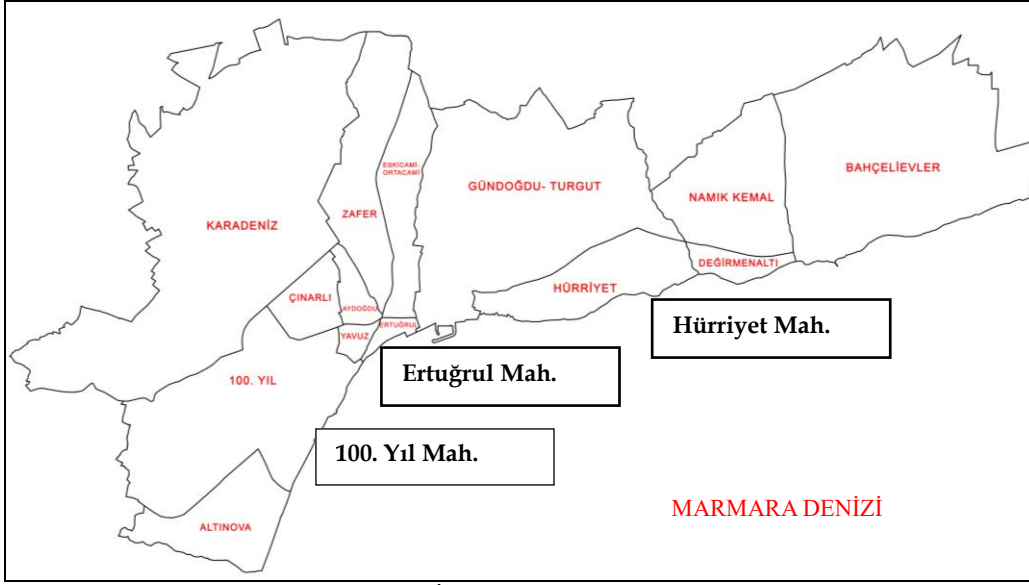 ESKİCAMİ-
ORTACAMİ
BAHÇELİEVLER
GÜNDOĞDU- TURGUT
NAMIK KEMAL
ZAFER
KARADENİZ
DEĞİRMENALTI
HÜRRİYET
ÇINARLI
AYDOĞDU
ERTUĞRUL
YAVUZ
Hürriyet Mah.
Ertuğrul Mah.
100. YIL
100. Yıl Mah.
MARMARA DENİZİ
ALTINOVA